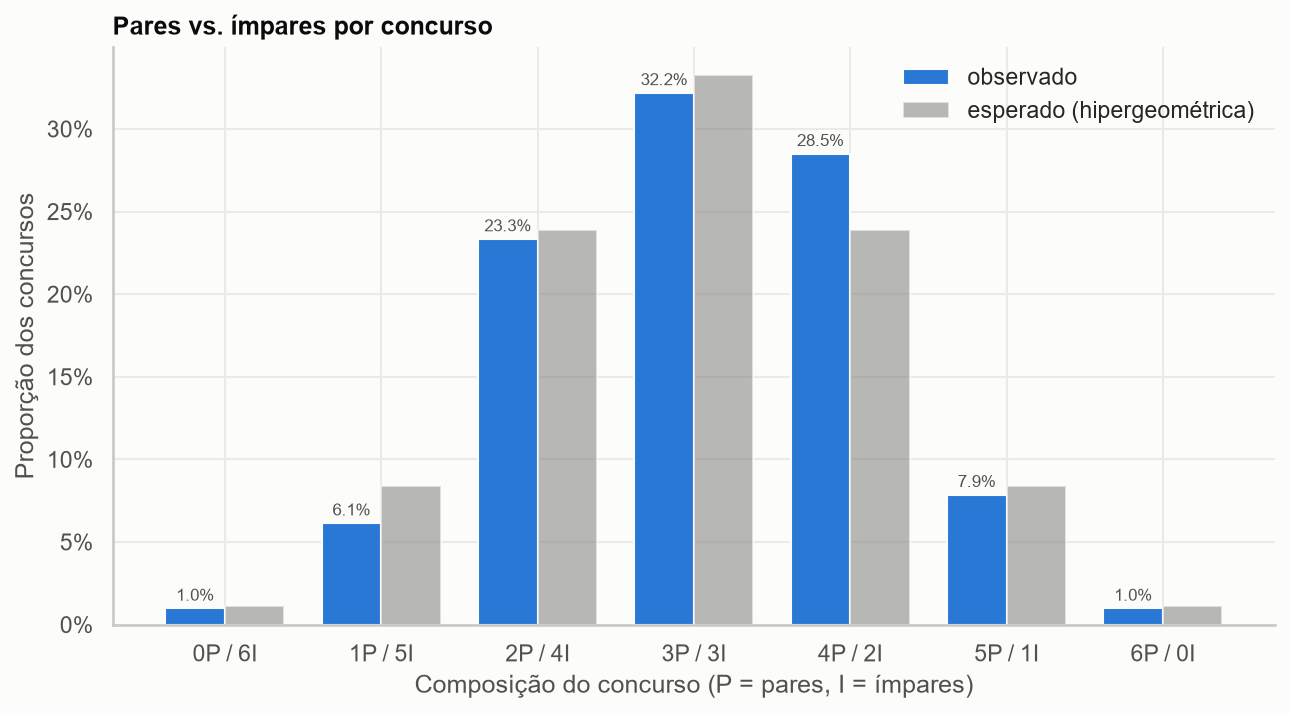 Pares vs. ímpares por concurso
observado
esperado (hipergeométrica)
Proporção dos concursos
30%
25%
20%
15%
10%
5%
0%
1.0%
6.1%
23.3%
32.2%
28.5%
7.9%
1.0%
0P / 6I
1P / 5I
2P / 4I
3P / 3I
4P / 2I
5P / 1I
6P / 0I
Composição do concurso (P = pares, I = ímpares)